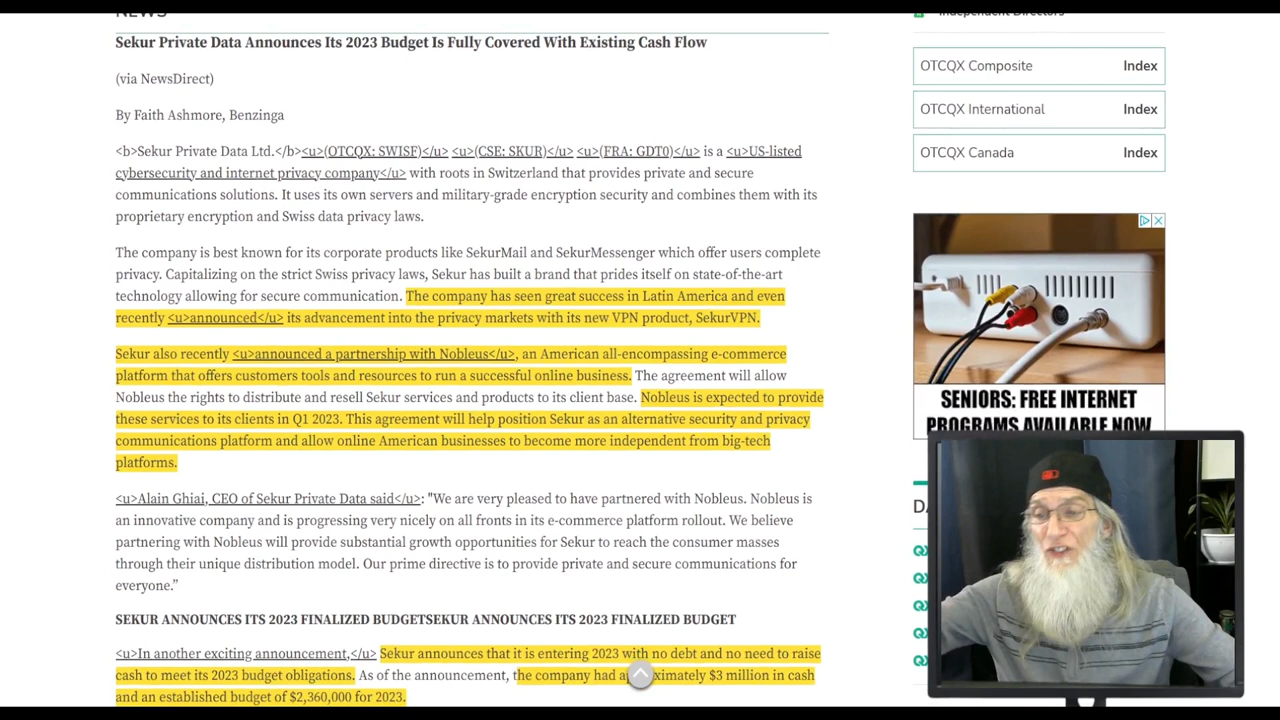 NEWS
Sekur Private Data Announces Its 2023 Budget Is Fully Covered With Existing Cash Flow
(via NewsDirect)
By Faith Ashmore, Benzinga
<b>Sekur Private Data Ltd.</b><u>(OTCQX: SWISF)</u> <u>(CSE: SKUR)</u> <u>(FRA: GDT0)</u> is a <u>US-listed
cybersecurity and internet privacy company</u> with roots in Switzerland that provides private and secure
communications solutions. It uses its own servers and military-grade encryption security and combines them with its
proprietary encryption and Swiss data privacy laws.
The company is best known for its corporate products like SekurMail and SekurMessenger which offer users complete
privacy. Capitalizing on the strict Swiss privacy laws, Sekur has built a brand that prides itself on state-of-the-art
technology allowing for secure communication. The company has seen great success in Latin America and even
recently <u>announced</u> its advancement into the privacy markets with its new VPN product, SekurVPN.
Sekur also recently <u>announced a partnership with Nobleus</u>, an American all-encompassing e-commerce
platform that offers customers tools and resources to run a successful online business. The agreement will allow
Nobleus the rights to distribute and resell Sekur services and products to its client base. Nobleus is expected to provide
these services to its clients in Q1 2023. This agreement will help position Sekur as an alternative security and privacy
communications platform and allow online American businesses to become more independent from big-tech
platforms.
<u>Alain Ghiai, CEO of Sekur Private Data said</u>: "We are very pleased to have partnered with Nobleus. Nobleus is
an innovative company and is progressing very nicely on all fronts in its e-commerce platform rollout. We believe
partnering with Nobleus will provide substantial growth opportunities for Sekur to reach the consumer masses
through their unique distribution model. Our prime directive is to provide private and secure communications for
everyone.”
SEKUR ANNOUNCES ITS 2023 FINALIZED BUDGETSEKUR ANNOUNCES ITS 2023 FINALIZED BUDGET
<u>In another exciting announcement,</u> Sekur announces that it is entering 2023 with no debt and no need to raise
cash to meet its 2023 budget obligations. As of the announcement, the company had $3 million in cash
and an established budget of $2,360,000 for 2023.
Independent Directors
OTCQX Composite Index
OTCQX International Index
OTCQX Canada Index
SENIORS: FREE INTERNET
PROGRAMS AVAILABLE NOW